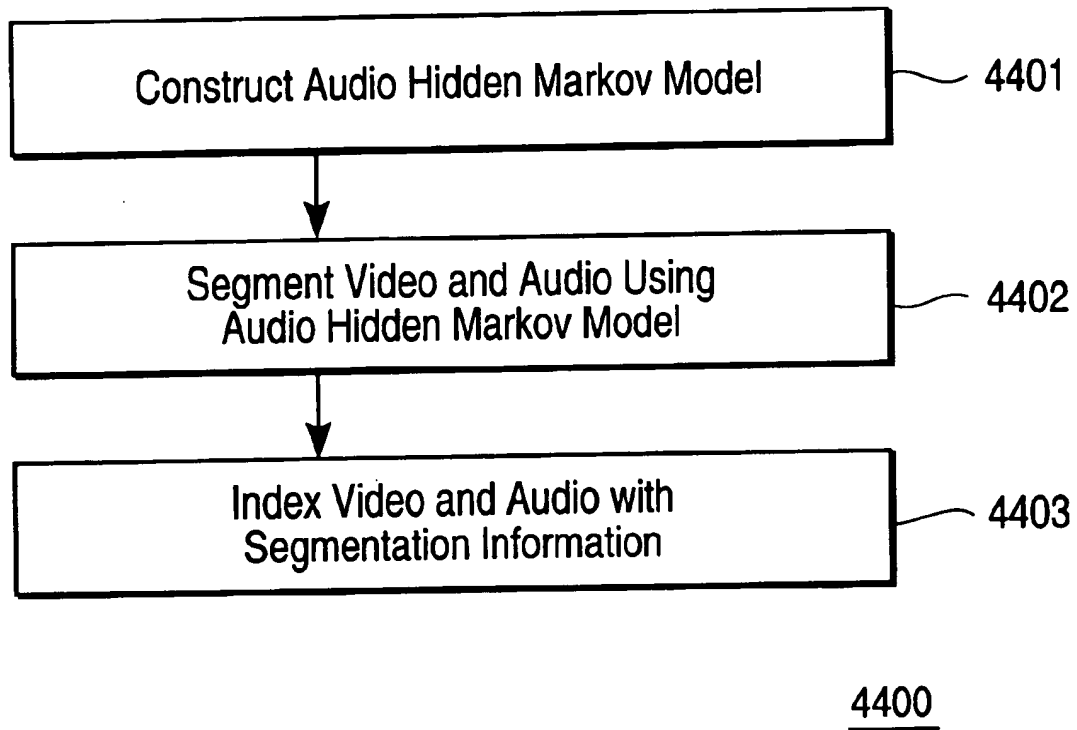 Construct Audio Hidden Markov Model
4401
Segment Video and Audio Using
Audio Hidden Markov Model
4402
Index Video and Audio with
Segmentation Information
4403
4400